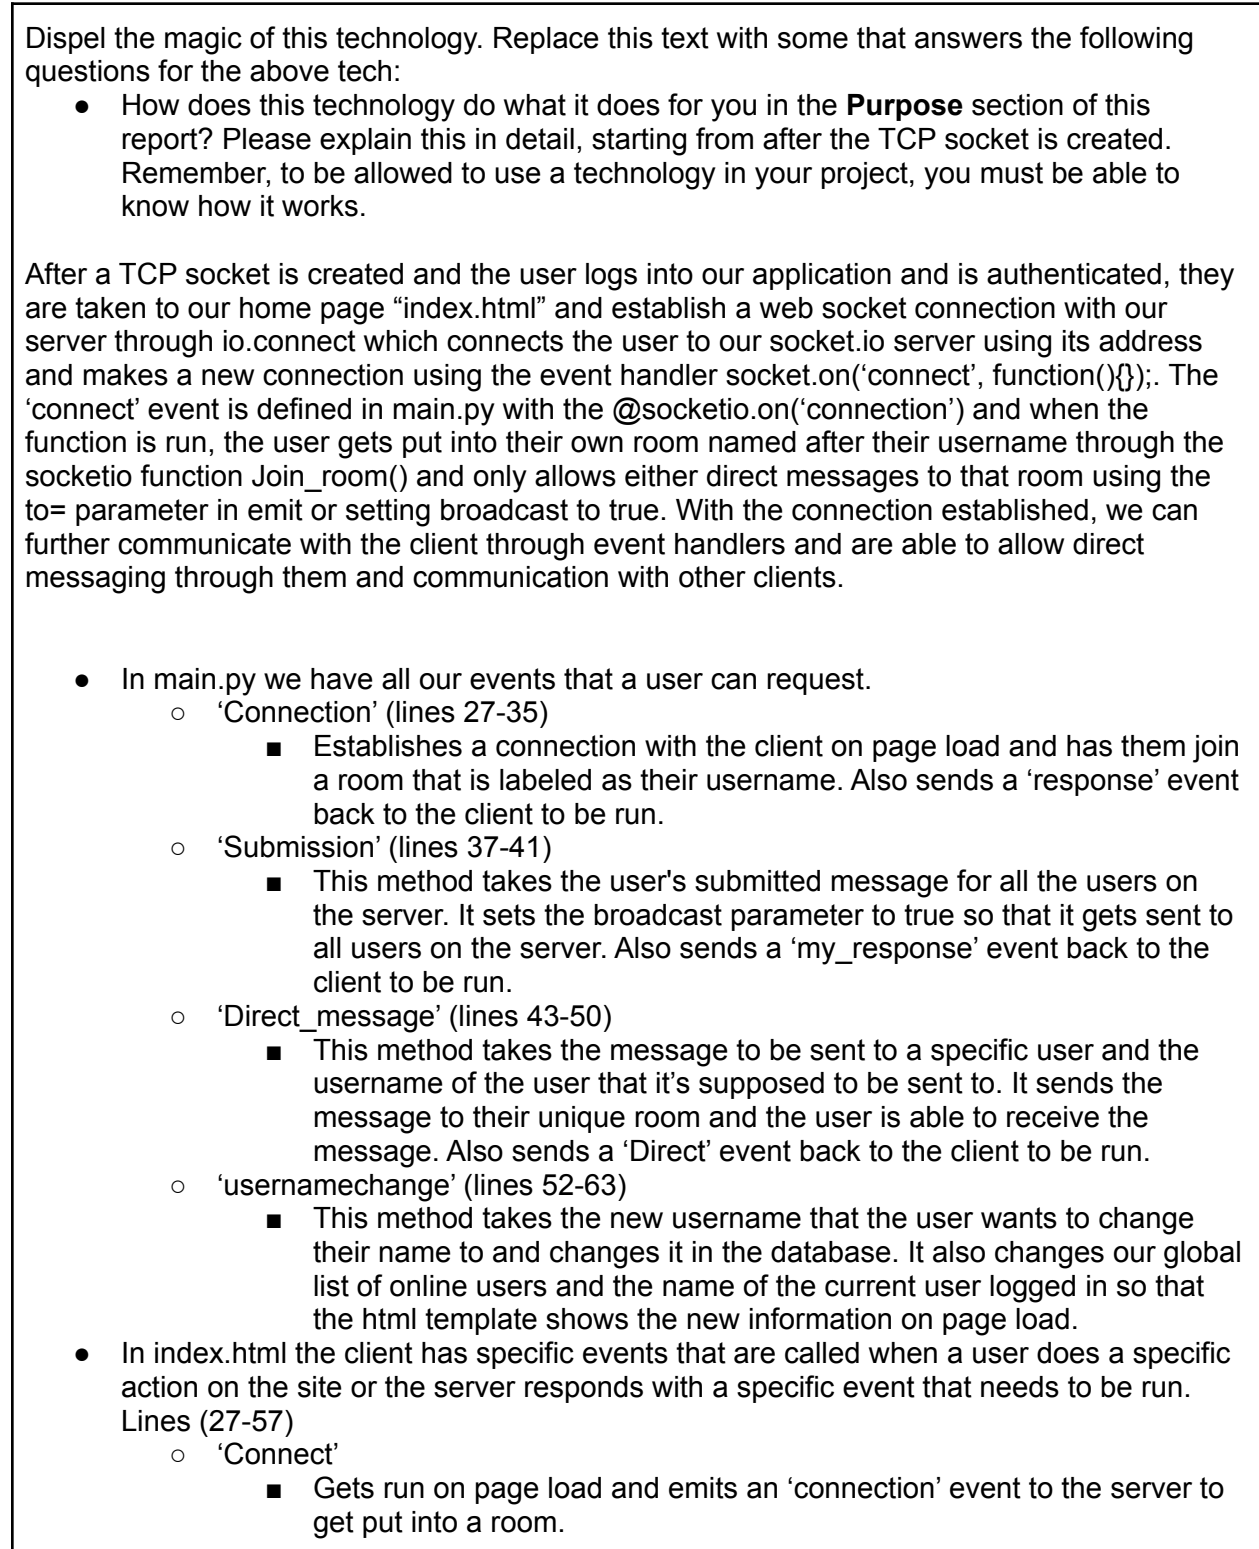 Dispel the magic of this technology. Replace this text with some that answers the following
questions for the above tech:
● How does this technology do what it does for you in the Purpose section of this
report? Please explain this in detail, starting from after the TCP socket is created.
Remember, to be allowed to use a technology in your project, you must be able to
know how it works.
After a TCP socket is created and the user logs into our application and is authenticated, they
are taken to our home page “index.html” and establish a web socket connection with our
server through io.connect which connects the user to our socket.io server using its address
and makes a new connection using the event handler socket.on(‘connect’, function(){});. The
‘connect’ event is defined in main.py with the @socketio.on(‘connection’) and when the
function is run, the user gets put into their own room named after their username through the
socketio function Join_room() and only allows either direct messages to that room using the
to= parameter in emit or setting broadcast to true. With the connection established, we can
further communicate with the client through event handlers and are able to allow direct
messaging through them and communication with other clients.
● In main.py we have all our events that a user can request.
○ ‘Connection’ (lines 27-35)
■ Establishes a connection with the client on page load and has them join
a room that is labeled as their username. Also sends a ‘response’ event
back to the client to be run.
○ ‘Submission’ (lines 37-41)
■ This method takes the user's submitted message for all the users on
the server. It sets the broadcast parameter to true so that it gets sent to
all users on the server. Also sends a ‘my_response’ event back to the
client to be run.
○ ‘Direct_message’ (lines 43-50)
■ This method takes the message to be sent to a specific user and the
username of the user that it’s supposed to be sent to. It sends the
message to their unique room and the user is able to receive the
message. Also sends a ‘Direct’ event back to the client to be run.
○ ‘usernamechange’ (lines 52-63)
■ This method takes the new username that the user wants to change
their name to and changes it in the database. It also changes our global
list of online users and the name of the current user logged in so that
the html template shows the new information on page load.
● In index.html the client has specific events that are called when a user does a specific
action on the site or the server responds with a specific event that needs to be run.
Lines (27-57)
○ ‘Connect’
■ Gets run on page load and emits an ‘connection’ event to the server to
get put into a room.